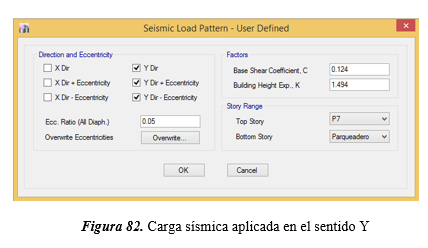 Seismic Load Pattern - User Defined
Direction and Eccentricity
X Dir
Y Dir
X Dir + Eccentricity
Y Dir + Eccentricity
X Dir - Eccentricity
Y Dir - Eccentricity
Ecc. Ratio (All Diaph.)
0.05
Overwrite Eccentricities
Overwrite...
Factors
Base Shear Coefficient, C
0.124
Building Height Exp., K
1.494
Story Range
Top Story
P7
Bottom Story
Parqueadero
OK
Cancel
Figura 82. Carga sísmica aplicada en el sentido Y